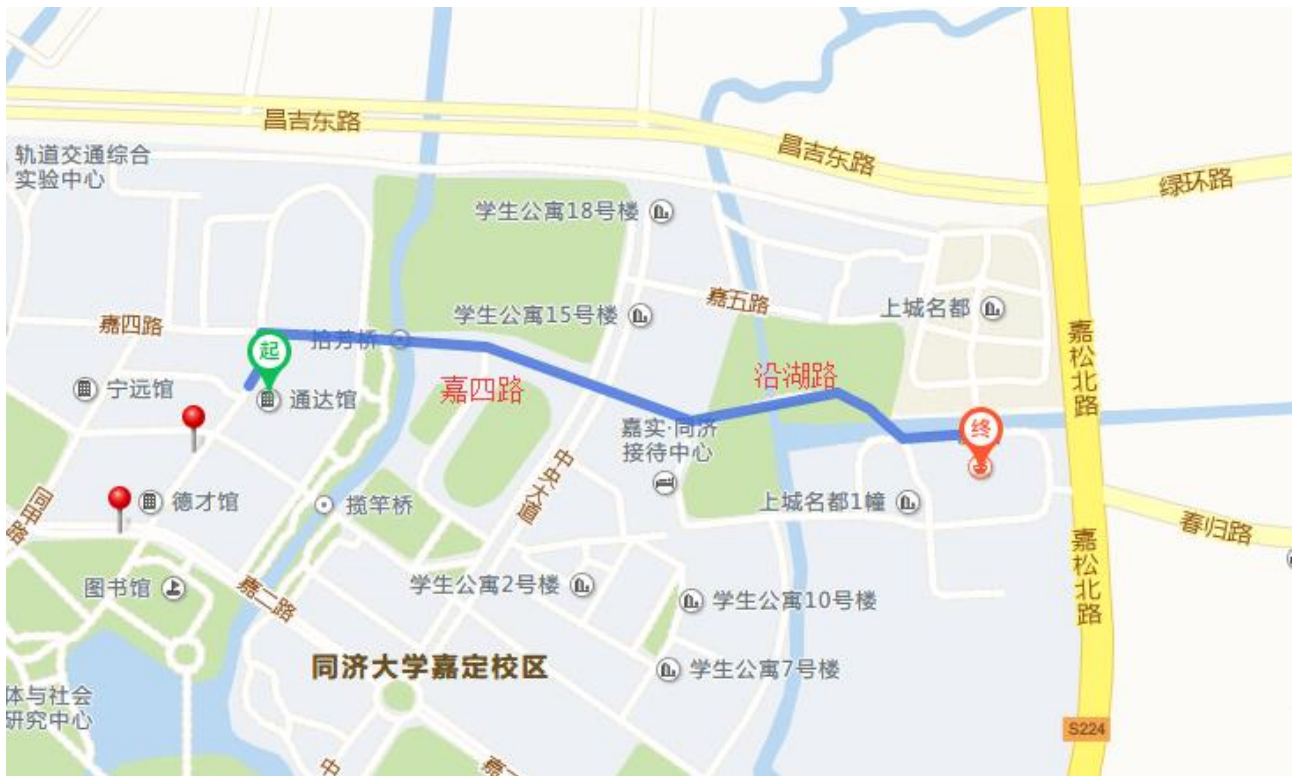 昌吉东路
昌吉东路
轨道交通综合
实验中心
绿环路
学生公寓18号楼
嘉五路
上城名都
学生公寓15号楼
嘉四路
拾芳桥
起
嘉松北路
沿湖路
宁远馆
通达馆
嘉四路
嘉实·同济
接待中心
终
中央大道
德才馆
揽竿桥
上城名都1幢
同甲路
春归路
嘉松北路
图书馆
嘉二路
学生公寓2号楼
学生公寓10号楼
同济大学嘉定校区
学生公寓7号楼
体与社会
研究中心
S224
中
嘉二